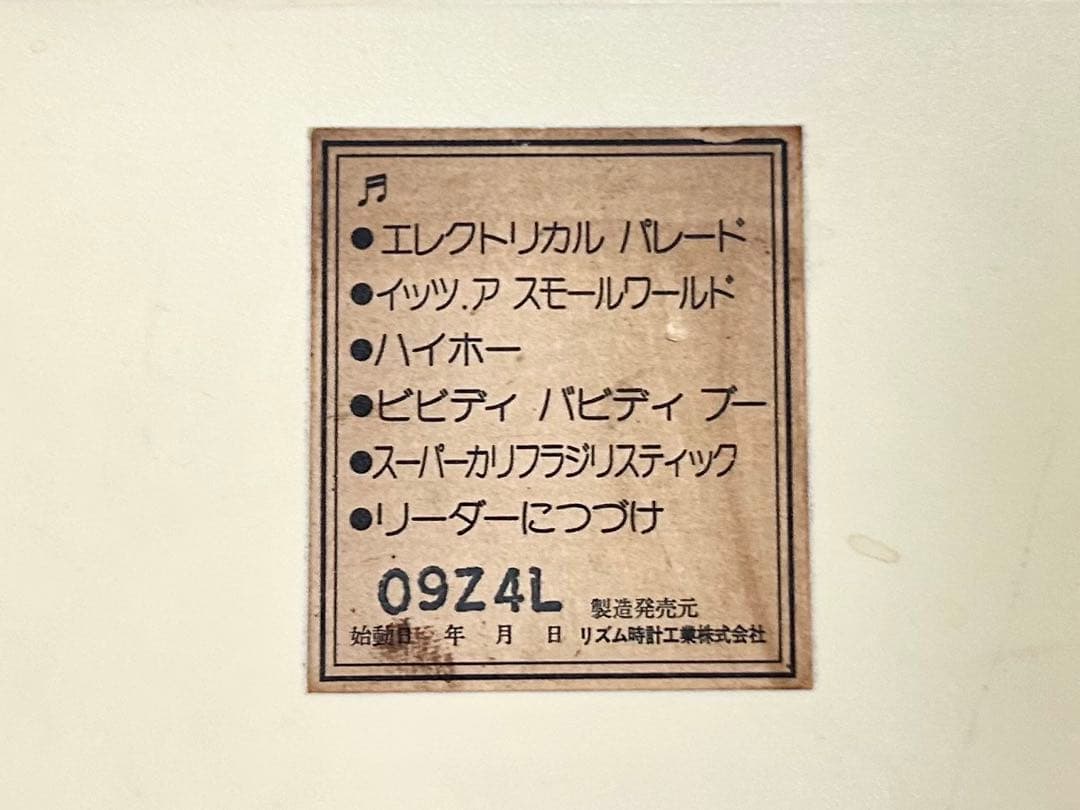 ♬
●エレクトリカル パレード
●イッツ.ア スモールワールド
●ハイホー
●ビビディ バビディ ブー
●スーパーカリフラジリスティック
●リーダーにつづけ
09Z4L 製造発売元
始動日 年 月 日 リズム時計工業株式会社